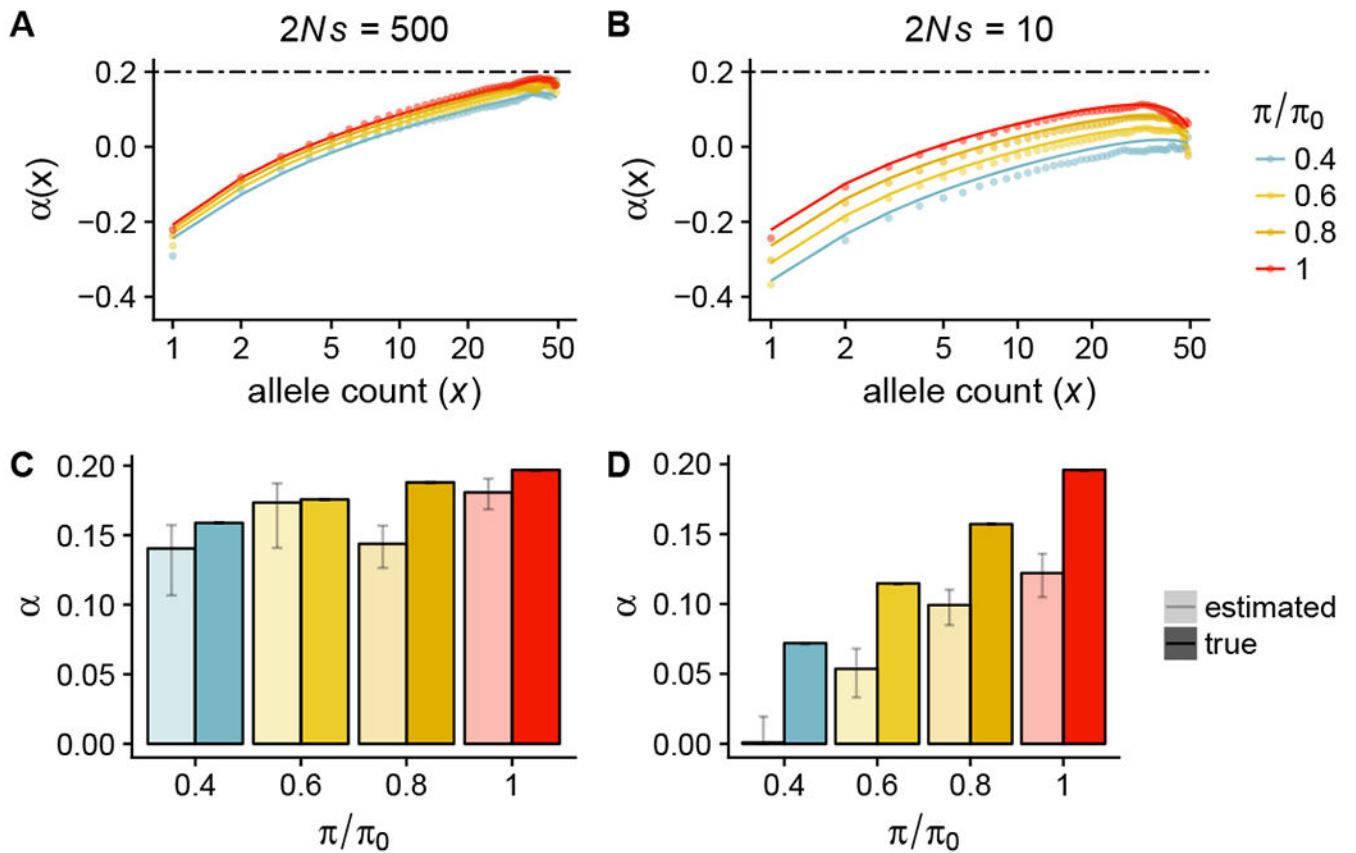 A
2Ns = 500
B
2Ns = 10
α(x)
0.2
0.0
−0.2
−0.4
1 2 5 10 20 50
allele count (x)
α(x)
0.2
0.0
−0.2
−0.4
1 2 5 10 20 50
allele count (x)
π/π0
0.4
0.6
0.8
1
C
α
0.20
0.15
0.10
0.05
0.00
0.4 0.6 0.8 1
π/π0
D
α
0.20
0.15
0.10
0.05
0.00
0.4 0.6 0.8 1
π/π0
estimated
true